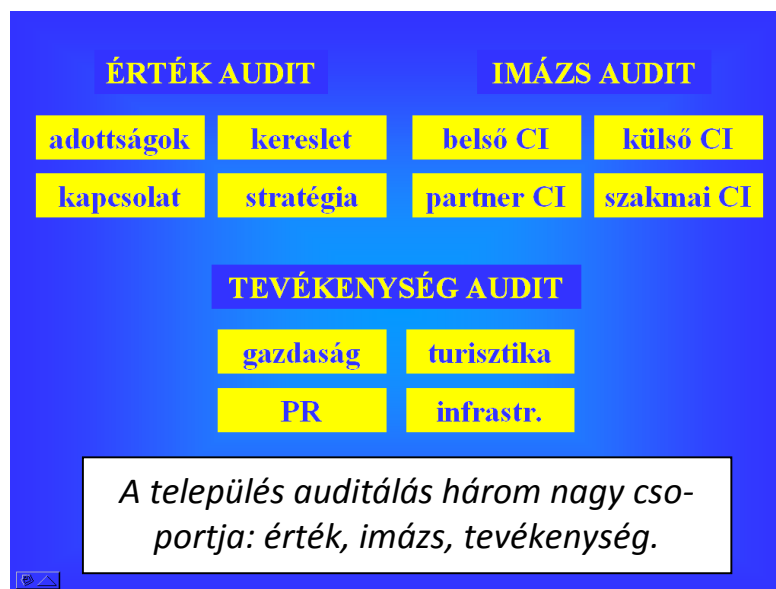 ÉRTÉK AUDIT
IMÁZS AUDIT
adottságok
kereslet
belső CI
külső CI
kapcsolat
stratégia
partner CI
szakmai CI
TEVÉKENYSÉG AUDIT
gazdaság
turisztika
PR
infrastr.
A település auditálás három nagy cso-
portja: érték, imázs, tevékenység.